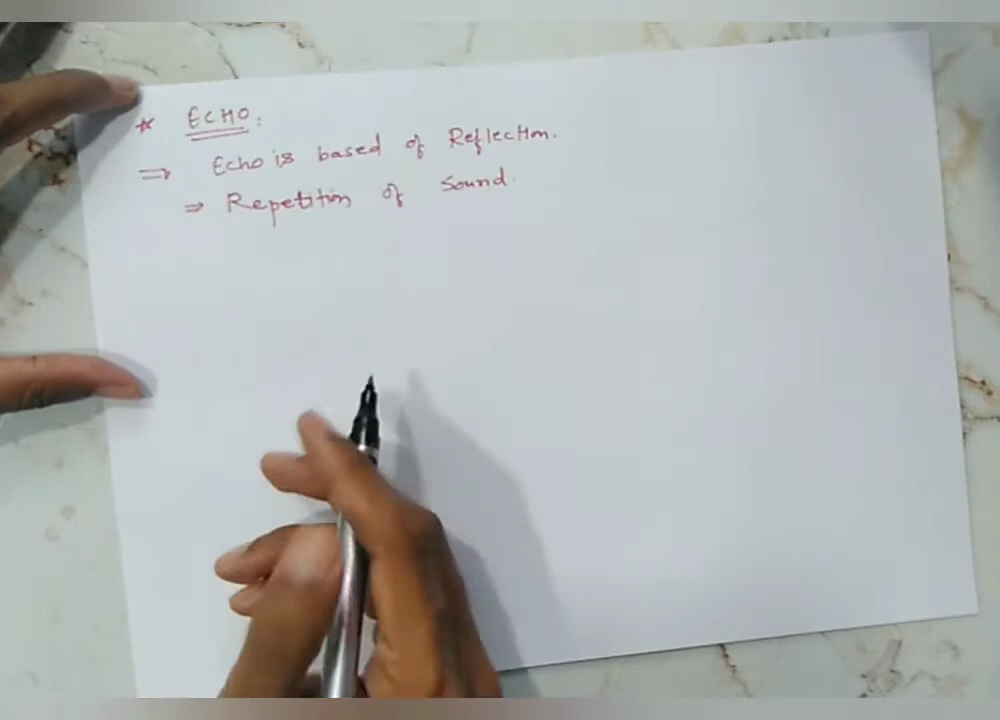 * ECHO:
⇒ Echo is based of Reflection.
⇒ Repetition of Sound.